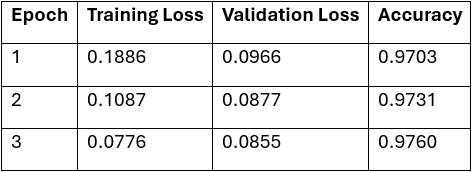 Epoch Training Loss Validation Loss Accuracy
1 0.1886 0.0966 0.9703
2 0.1087 0.0877 0.9731
3 0.0776 0.0855 0.9760